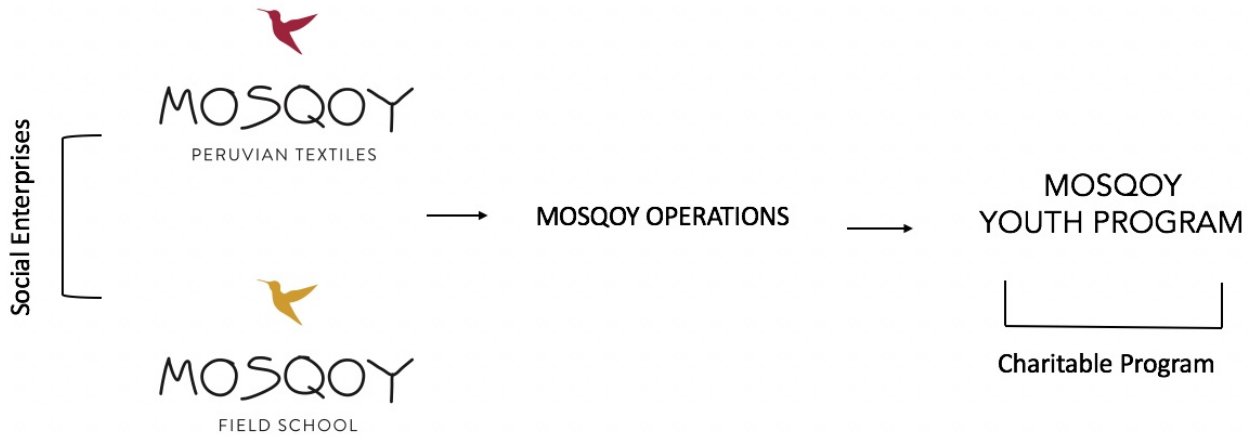 Social Enterprises
MOSQOY
PERUVIAN TEXTILES
MOSQOY
FIELD SCHOOL
MOSQOY OPERATIONS
MOSQOY
YOUTH PROGRAM
Charitable Program